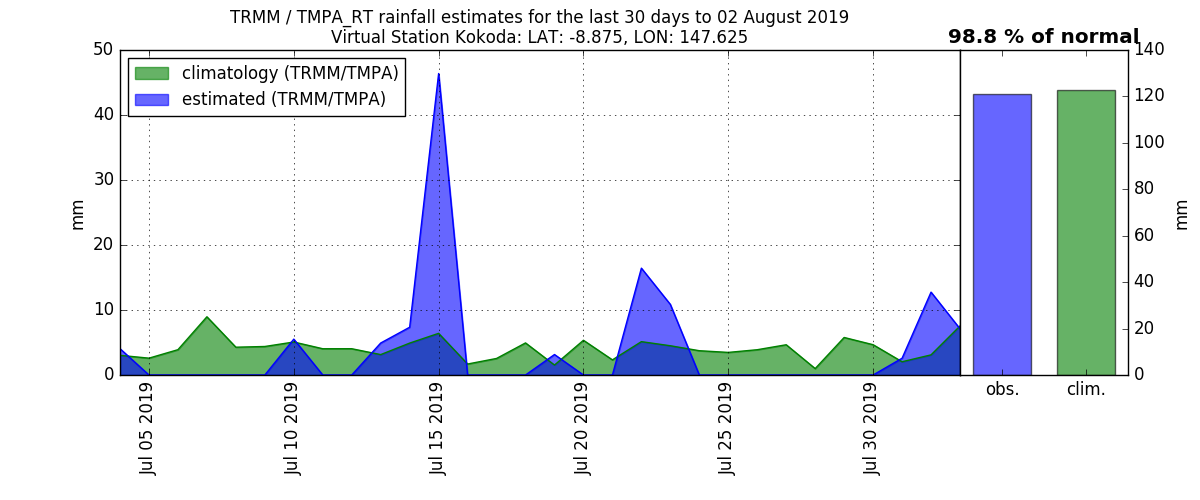 TRMM / TMPA_RT rainfall estimates for the last 30 days to 02 August 2019
Virtual Station Kokoda: LAT: -8.875, LON: 147.625
98.8 % of normal
climatology (TRMM/TMPA)
estimated (TRMM/TMPA)
50
40
30
20
10
0
mm
Jul 05 2019
Jul 10 2019
Jul 15 2019
Jul 20 2019
Jul 25 2019
Jul 30 2019
obs.
clim.
140
120
100
80
60
40
20
0
mm